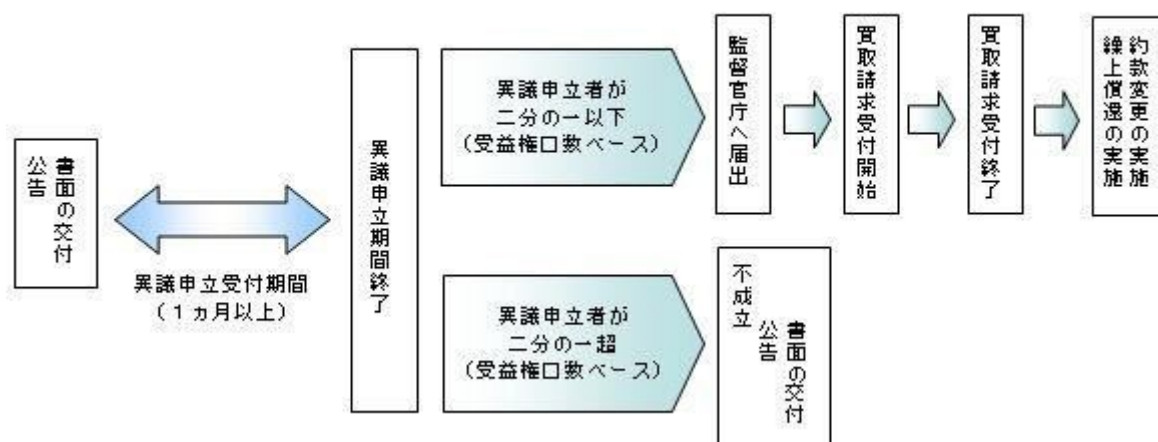 書面の交付
公告
異議申立受付期間
（１ヵ月以上）
異議申立期間終了
異議申立者が
二分の一以下
（受益権口数ベース）
監督官庁へ届出
買取請求受付開始
買取請求受付終了
約款変更の実施
繰上償還の実施
異議申立者が
二分の一超
（受益権口数ベース）
不成立
書面の交付
公告